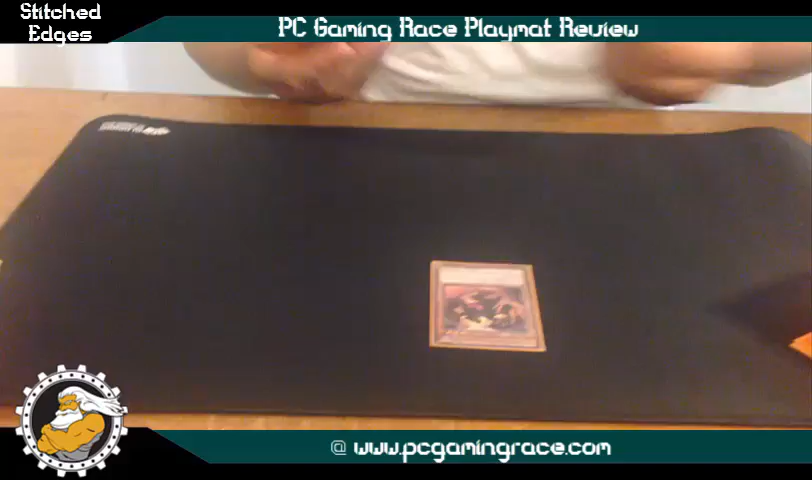 Stitched
Edges
PC Gaming Race Playmat Review
@ www.pcgamingrace.com